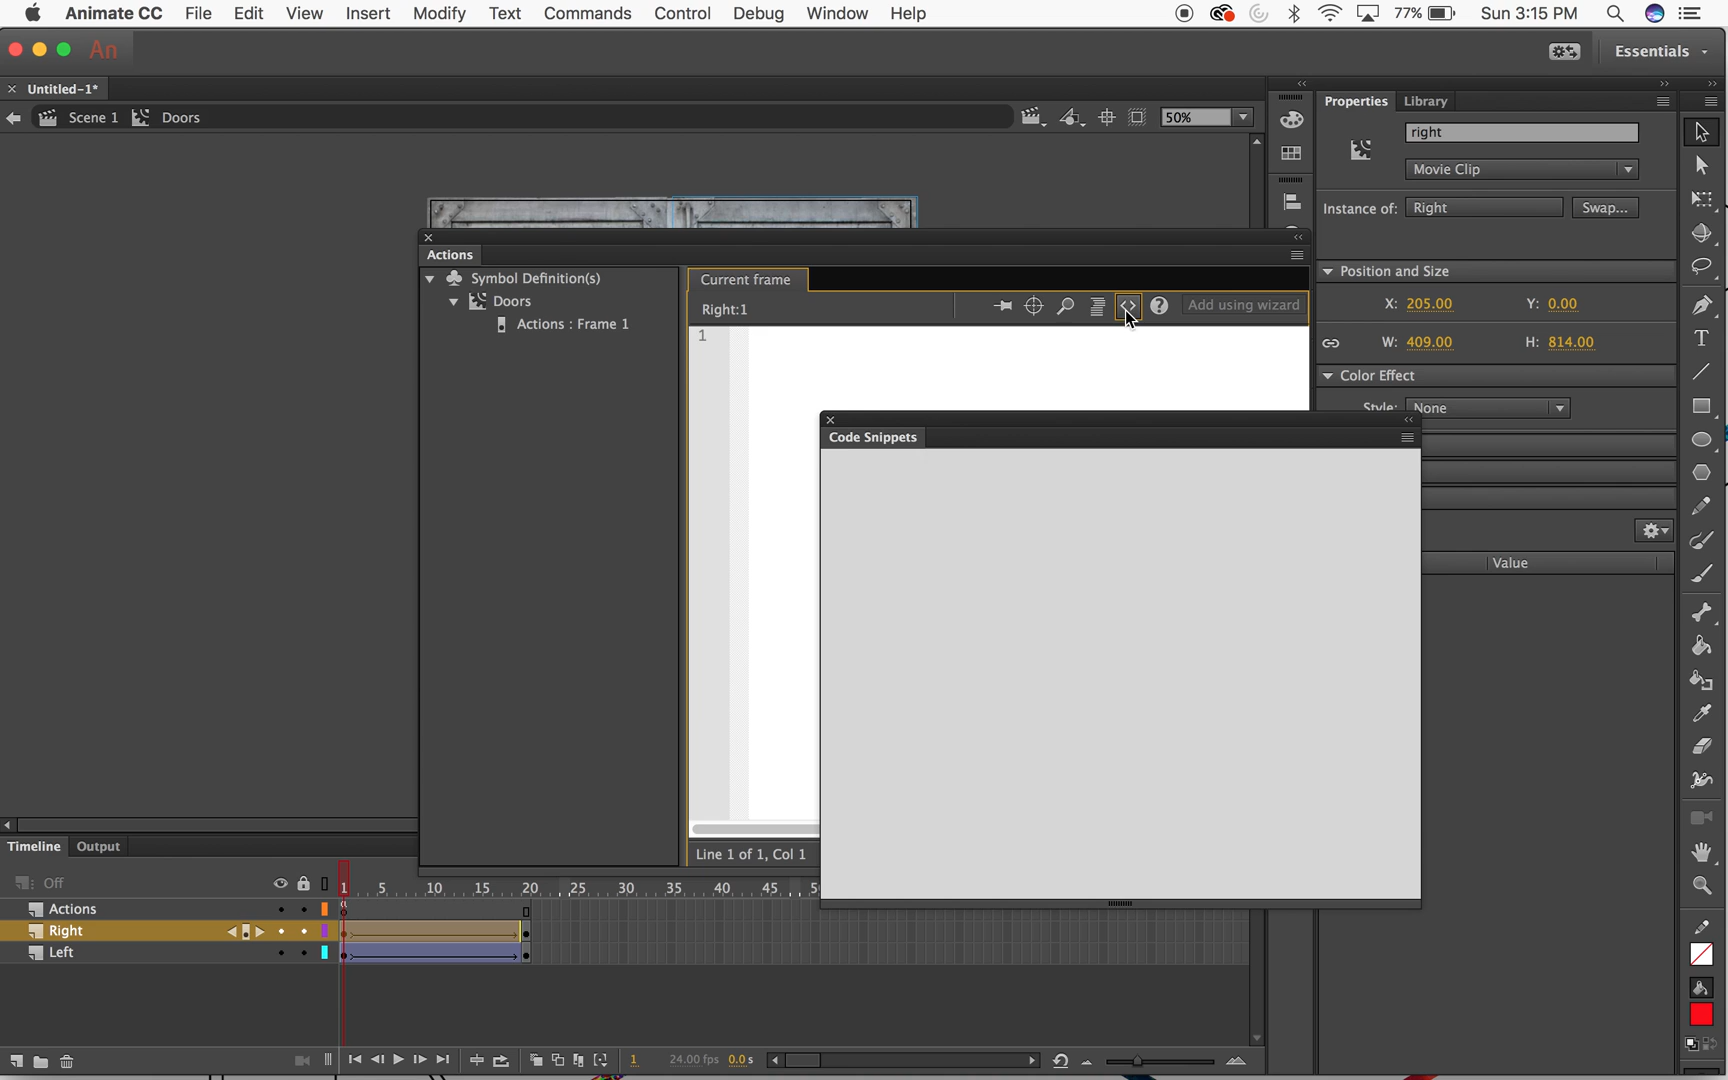 Animate CC File Edit View Insert Modify Text Commands Control Debug Window Help 77% Sun 3:15 PM
An Essentials
Untitled-1*
Scene 1 Doors 50%
Properties Library
right
Movie Clip
Instance of: Right Swap...
Position and Size
X: 205.00 Y: 0.00
W: 409.00 H: 814.00
Color Effect
Style: None
Value
Actions
Symbol Definition(s)
Doors
Actions : Frame 1
Current frame
Right:1 Add using wizard
1
Line 1 of 1, Col 1
Code Snippets
Timeline Output
Off 1 5 10 15 20 25 30 35 40 45
Actions
Right
Left
1 24.00 fps 0.0 s